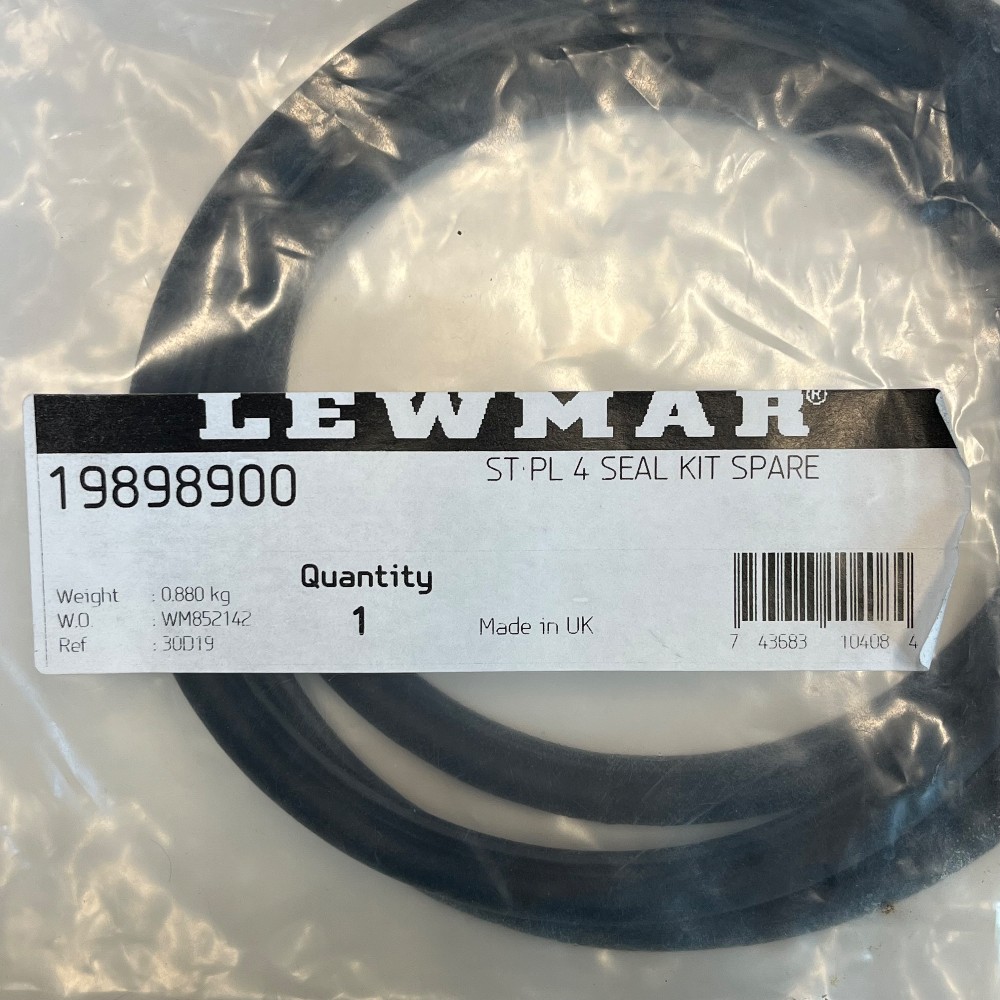 LEWMAR®
19898900
ST PL 4 SEAL KIT SPARE
Weight : 0.880 kg
W.O. : WM852142
Ref : 30D19
Quantity
1
Made in UK
7 43683 10408 4